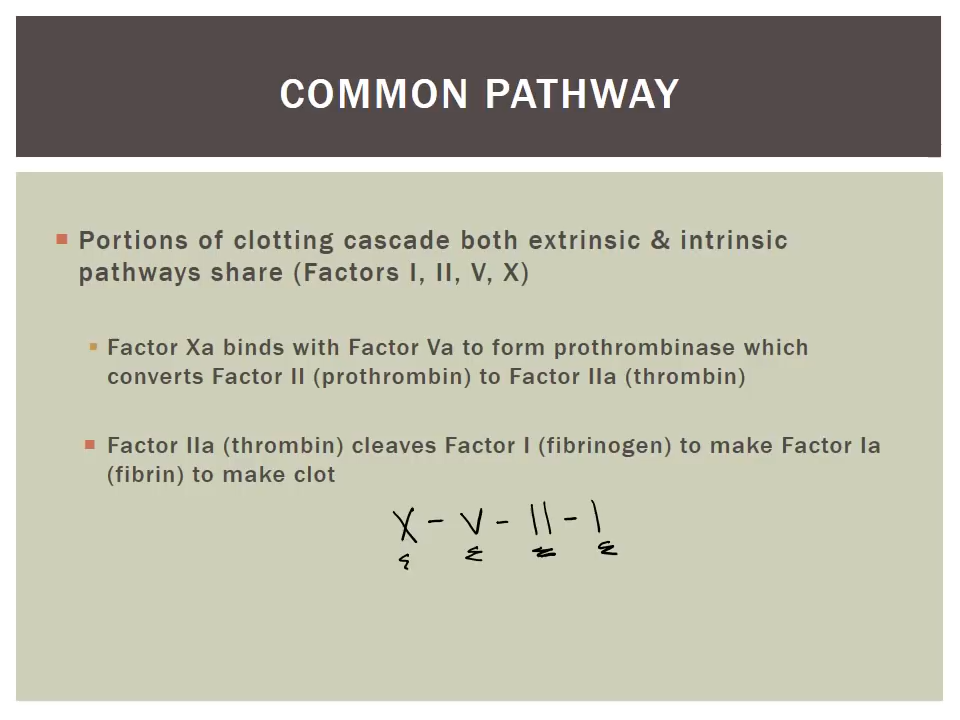 COMMON PATHWAY
Portions of clotting cascade both extrinsic & intrinsic
pathways share (Factors I, II, V, X)
Factor Xa binds with Factor Va to form prothrombinase which
converts Factor II (prothrombin) to Factor IIa (thrombin)
Factor IIa (thrombin) cleaves Factor I (fibrinogen) to make Factor Ia
(fibrin) to make clot
X - V - II - I